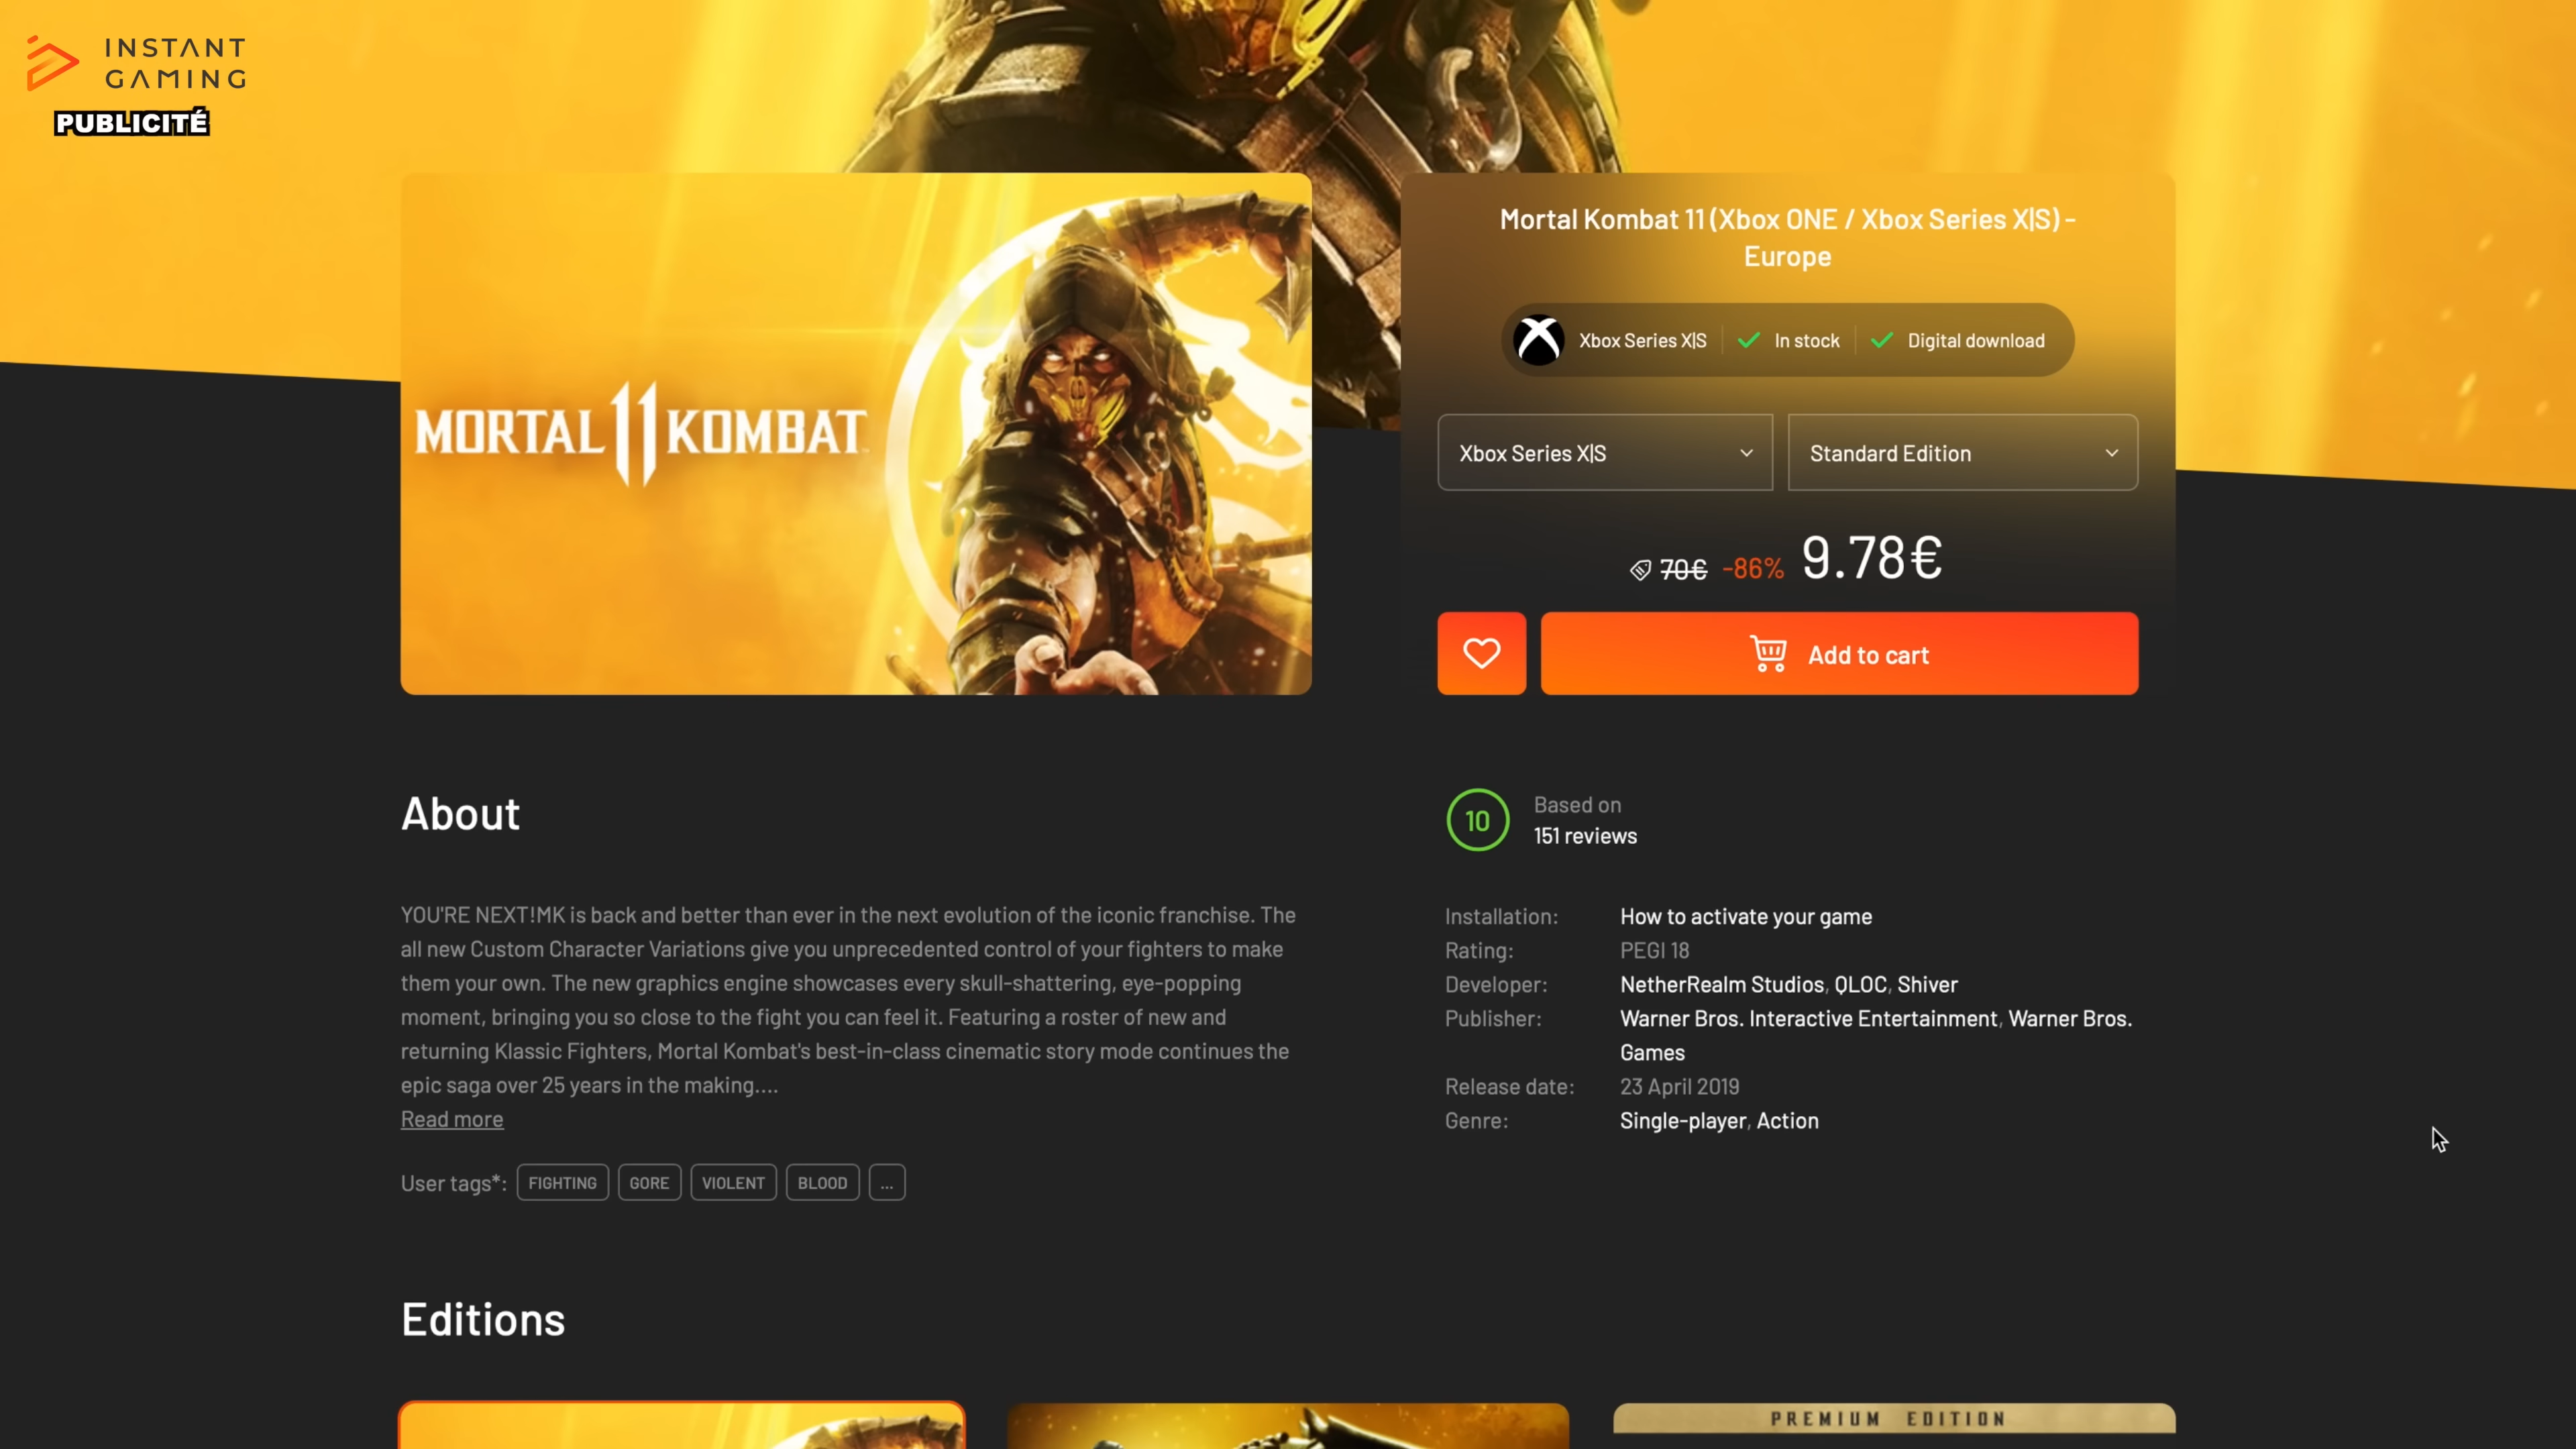 INSTANT
GAMING
PUBLICITÉ
MORTAL 11 KOMBAT
Mortal Kombat 11 (Xbox ONE / Xbox Series X|S) -
Europe
Xbox Series X|S
In stock
Digital download
Xbox Series X|S
Standard Edition
70€ -86% 9.78€
Add to cart
About
YOU'RE NEXT!MK is back and better than ever in the next evolution of the iconic franchise. The
all new Custom Character Variations give you unprecedented control of your fighters to make
them your own. The new graphics engine showcases every skull-shattering, eye-popping
moment, bringing you so close to the fight you can feel it. Featuring a roster of new and
returning Klassic Fighters, Mortal Kombat's best-in-class cinematic story mode continues the
epic saga over 25 years in the making....
Read more
User tags*: FIGHTING GORE VIOLENT BLOOD ...
10
Based on
151 reviews
Installation: How to activate your game
Rating: PEGI 18
Developer: NetherRealm Studios, QLOC, Shiver
Publisher: Warner Bros. Interactive Entertainment, Warner Bros.
Games
Release date: 23 April 2019
Genre: Single-player, Action
Editions
PREMIUM EDITION